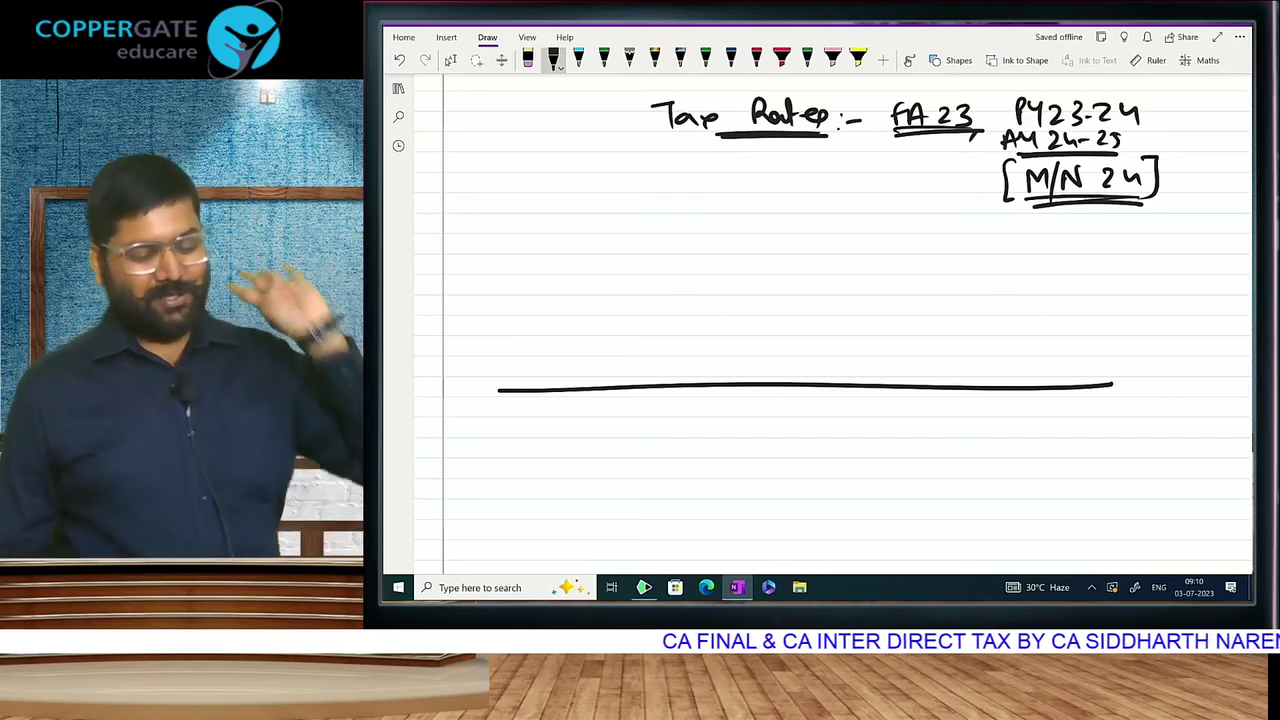 COPPERGATE
educare
Home Insert Draw View Help
Saved offline Share
Shapes Ink to Shape Ink to Text Ruler Maths
Tax Rates :- FA 23 PY 23-24
AY 24-25
[M/N 24]
Type here to search
30°C Haze ENG 09:10
03-07-2023
CA FINAL & CA INTER DIRECT TAX BY CA SIDDHARTH NAREN